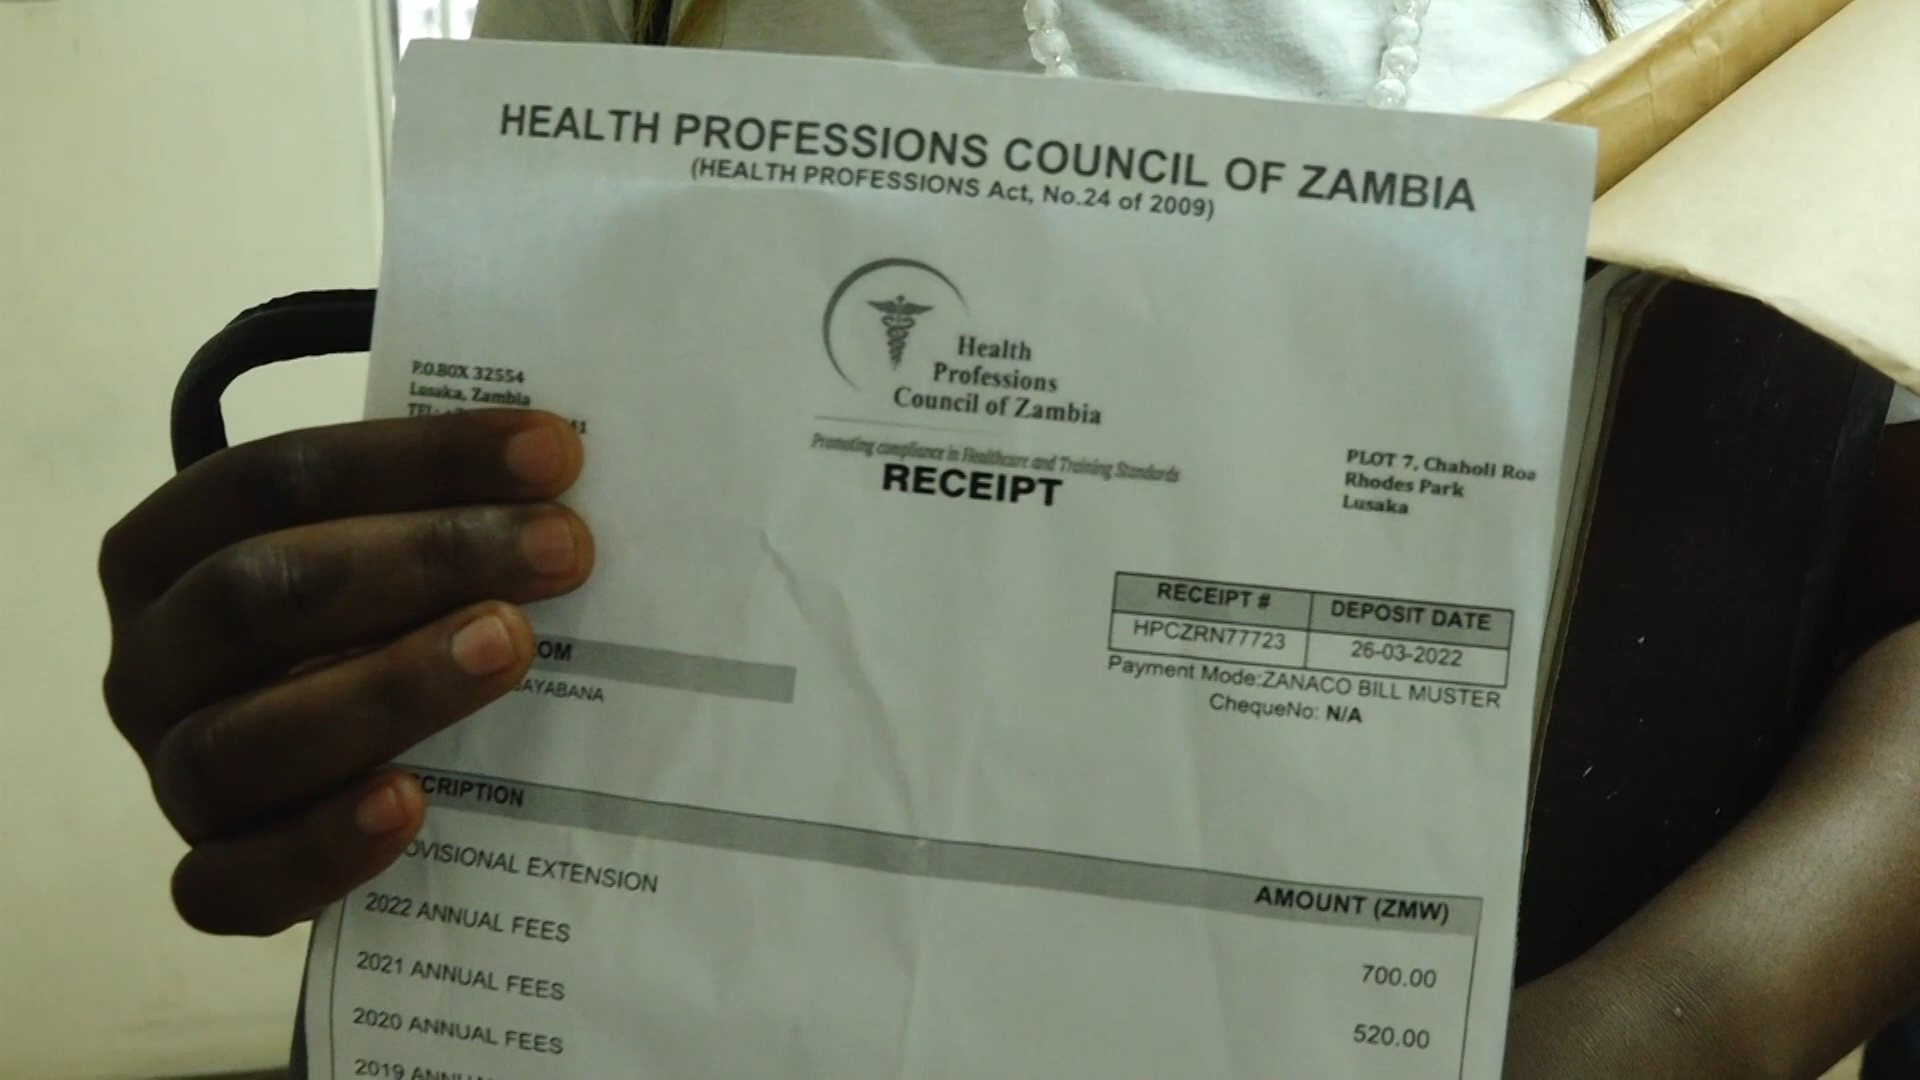 HEALTH PROFESSIONS COUNCIL OF ZAMBIA
(HEALTH PROFESSIONS Act, No.24 of 2009)
Health
Professions
Council of Zambia
Promoting compliance in Healthcare and Training Standards
RECEIPT
P.O.BOX 32554
Lusaka, Zambia
TEL:
PLOT 7, Chaholi Roa
Rhodes Park
Lusaka
RECEIPT # DEPOSIT DATE
HPCZRN77723 26-03-2022
Payment Mode:ZANACO BILL MUSTER
ChequeNo: N/A
OM
AYABANA
CRIPTION AMOUNT (ZMW)
OVISIONAL EXTENSION 700.00
2022 ANNUAL FEES 520.00
2021 ANNUAL FEES
2020 ANNUAL FEES
2019